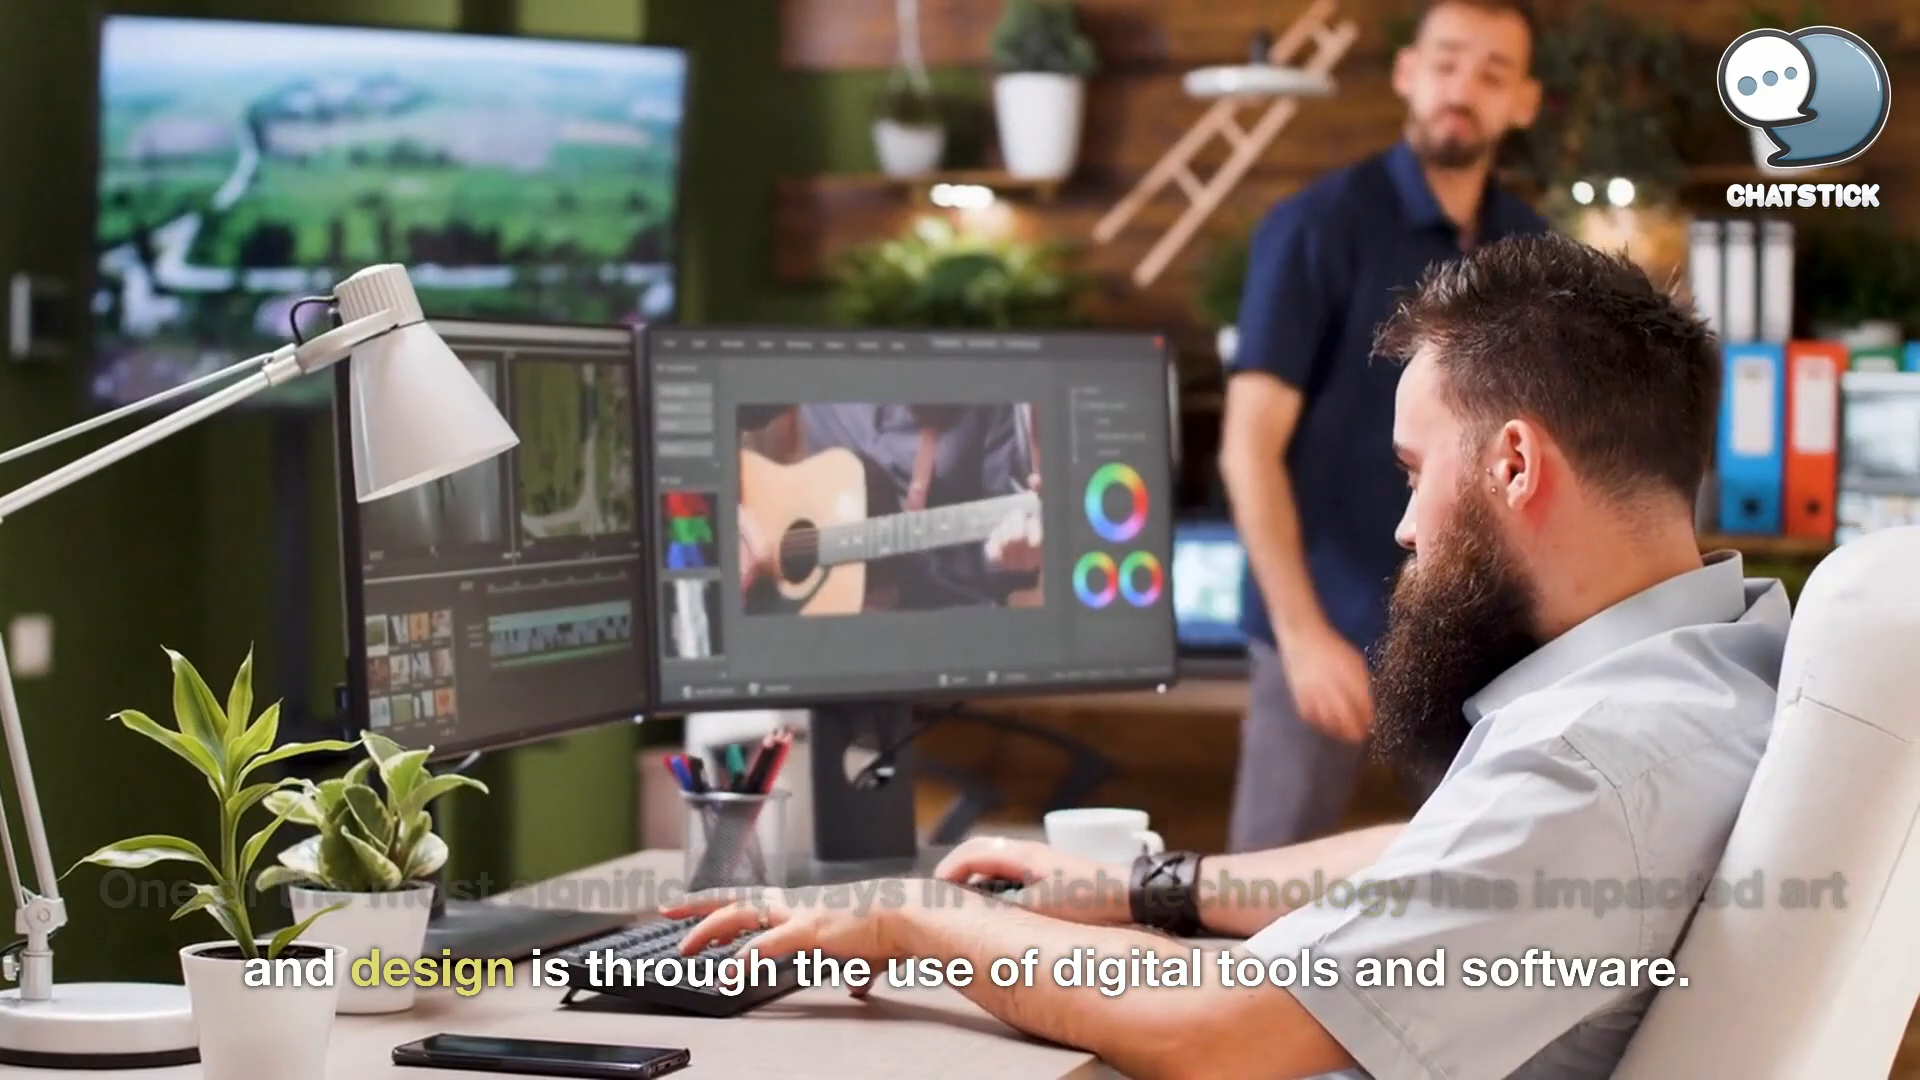 CHATSTICK
One of the most significant ways in which technology has impacted art
and design is through the use of digital tools and software.